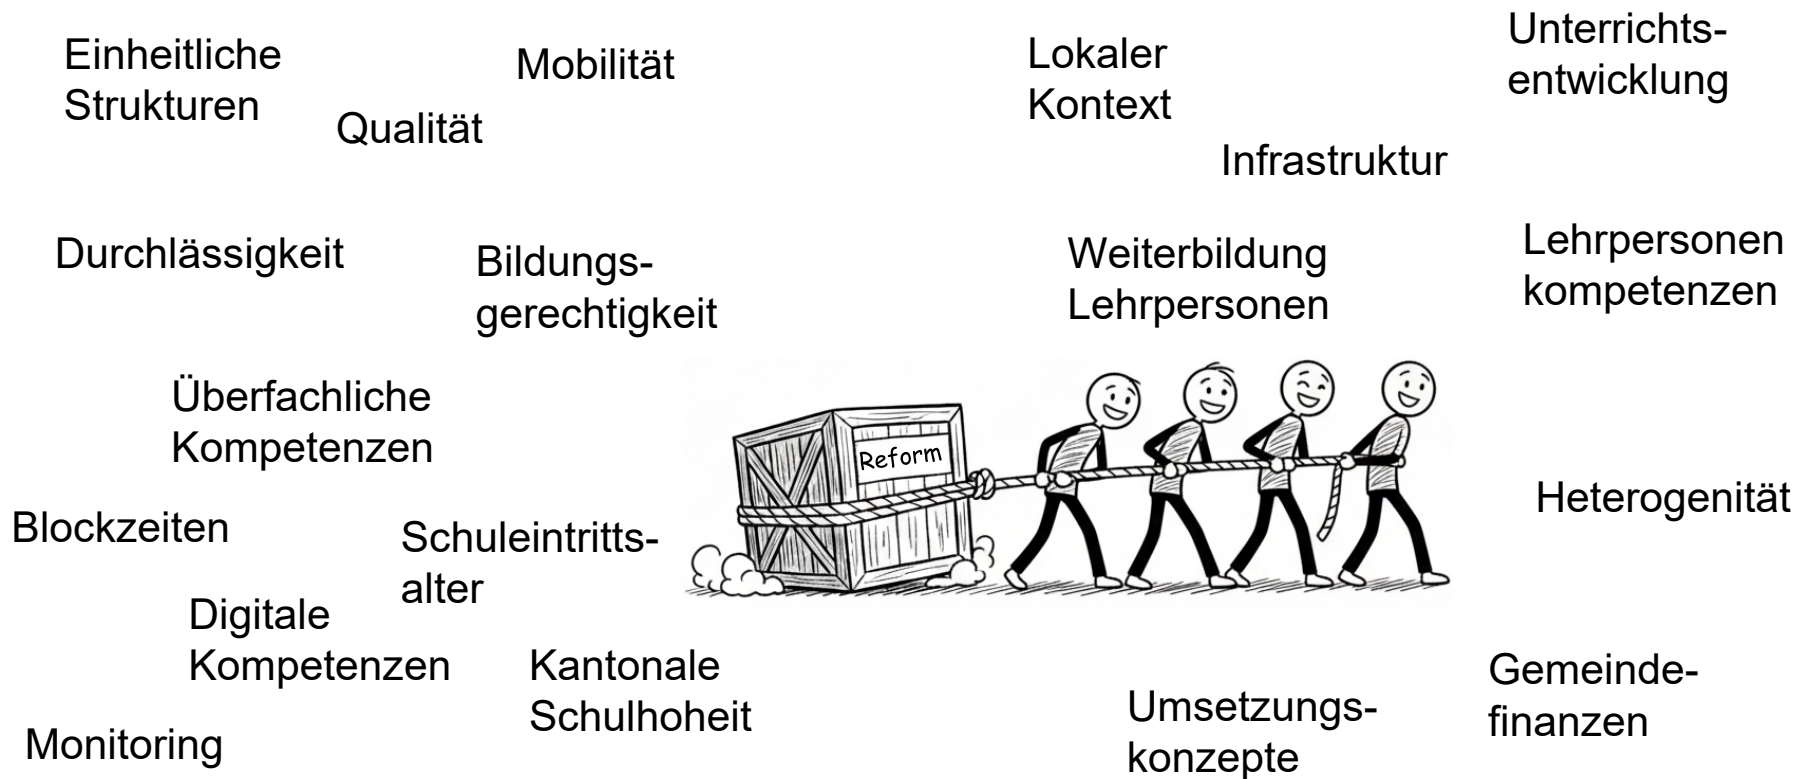 Einheitliche
Strukturen
Qualität
Mobilität
Lokaler
Kontext
Unterrichts-
entwicklung
Infrastruktur
Durchlässigkeit
Bildungs-
gerechtigkeit
Weiterbildung
Lehrpersonen
Lehrpersonen
kompetenzen
Überfachliche
Kompetenzen
Reform
Blockzeiten
Schuleintritts-
alter
Heterogenität
Digitale
Kompetenzen
Kantonale
Schulhoheit
Monitoring
Umsetzungs-
konzepte
Gemeinde-
finanzen